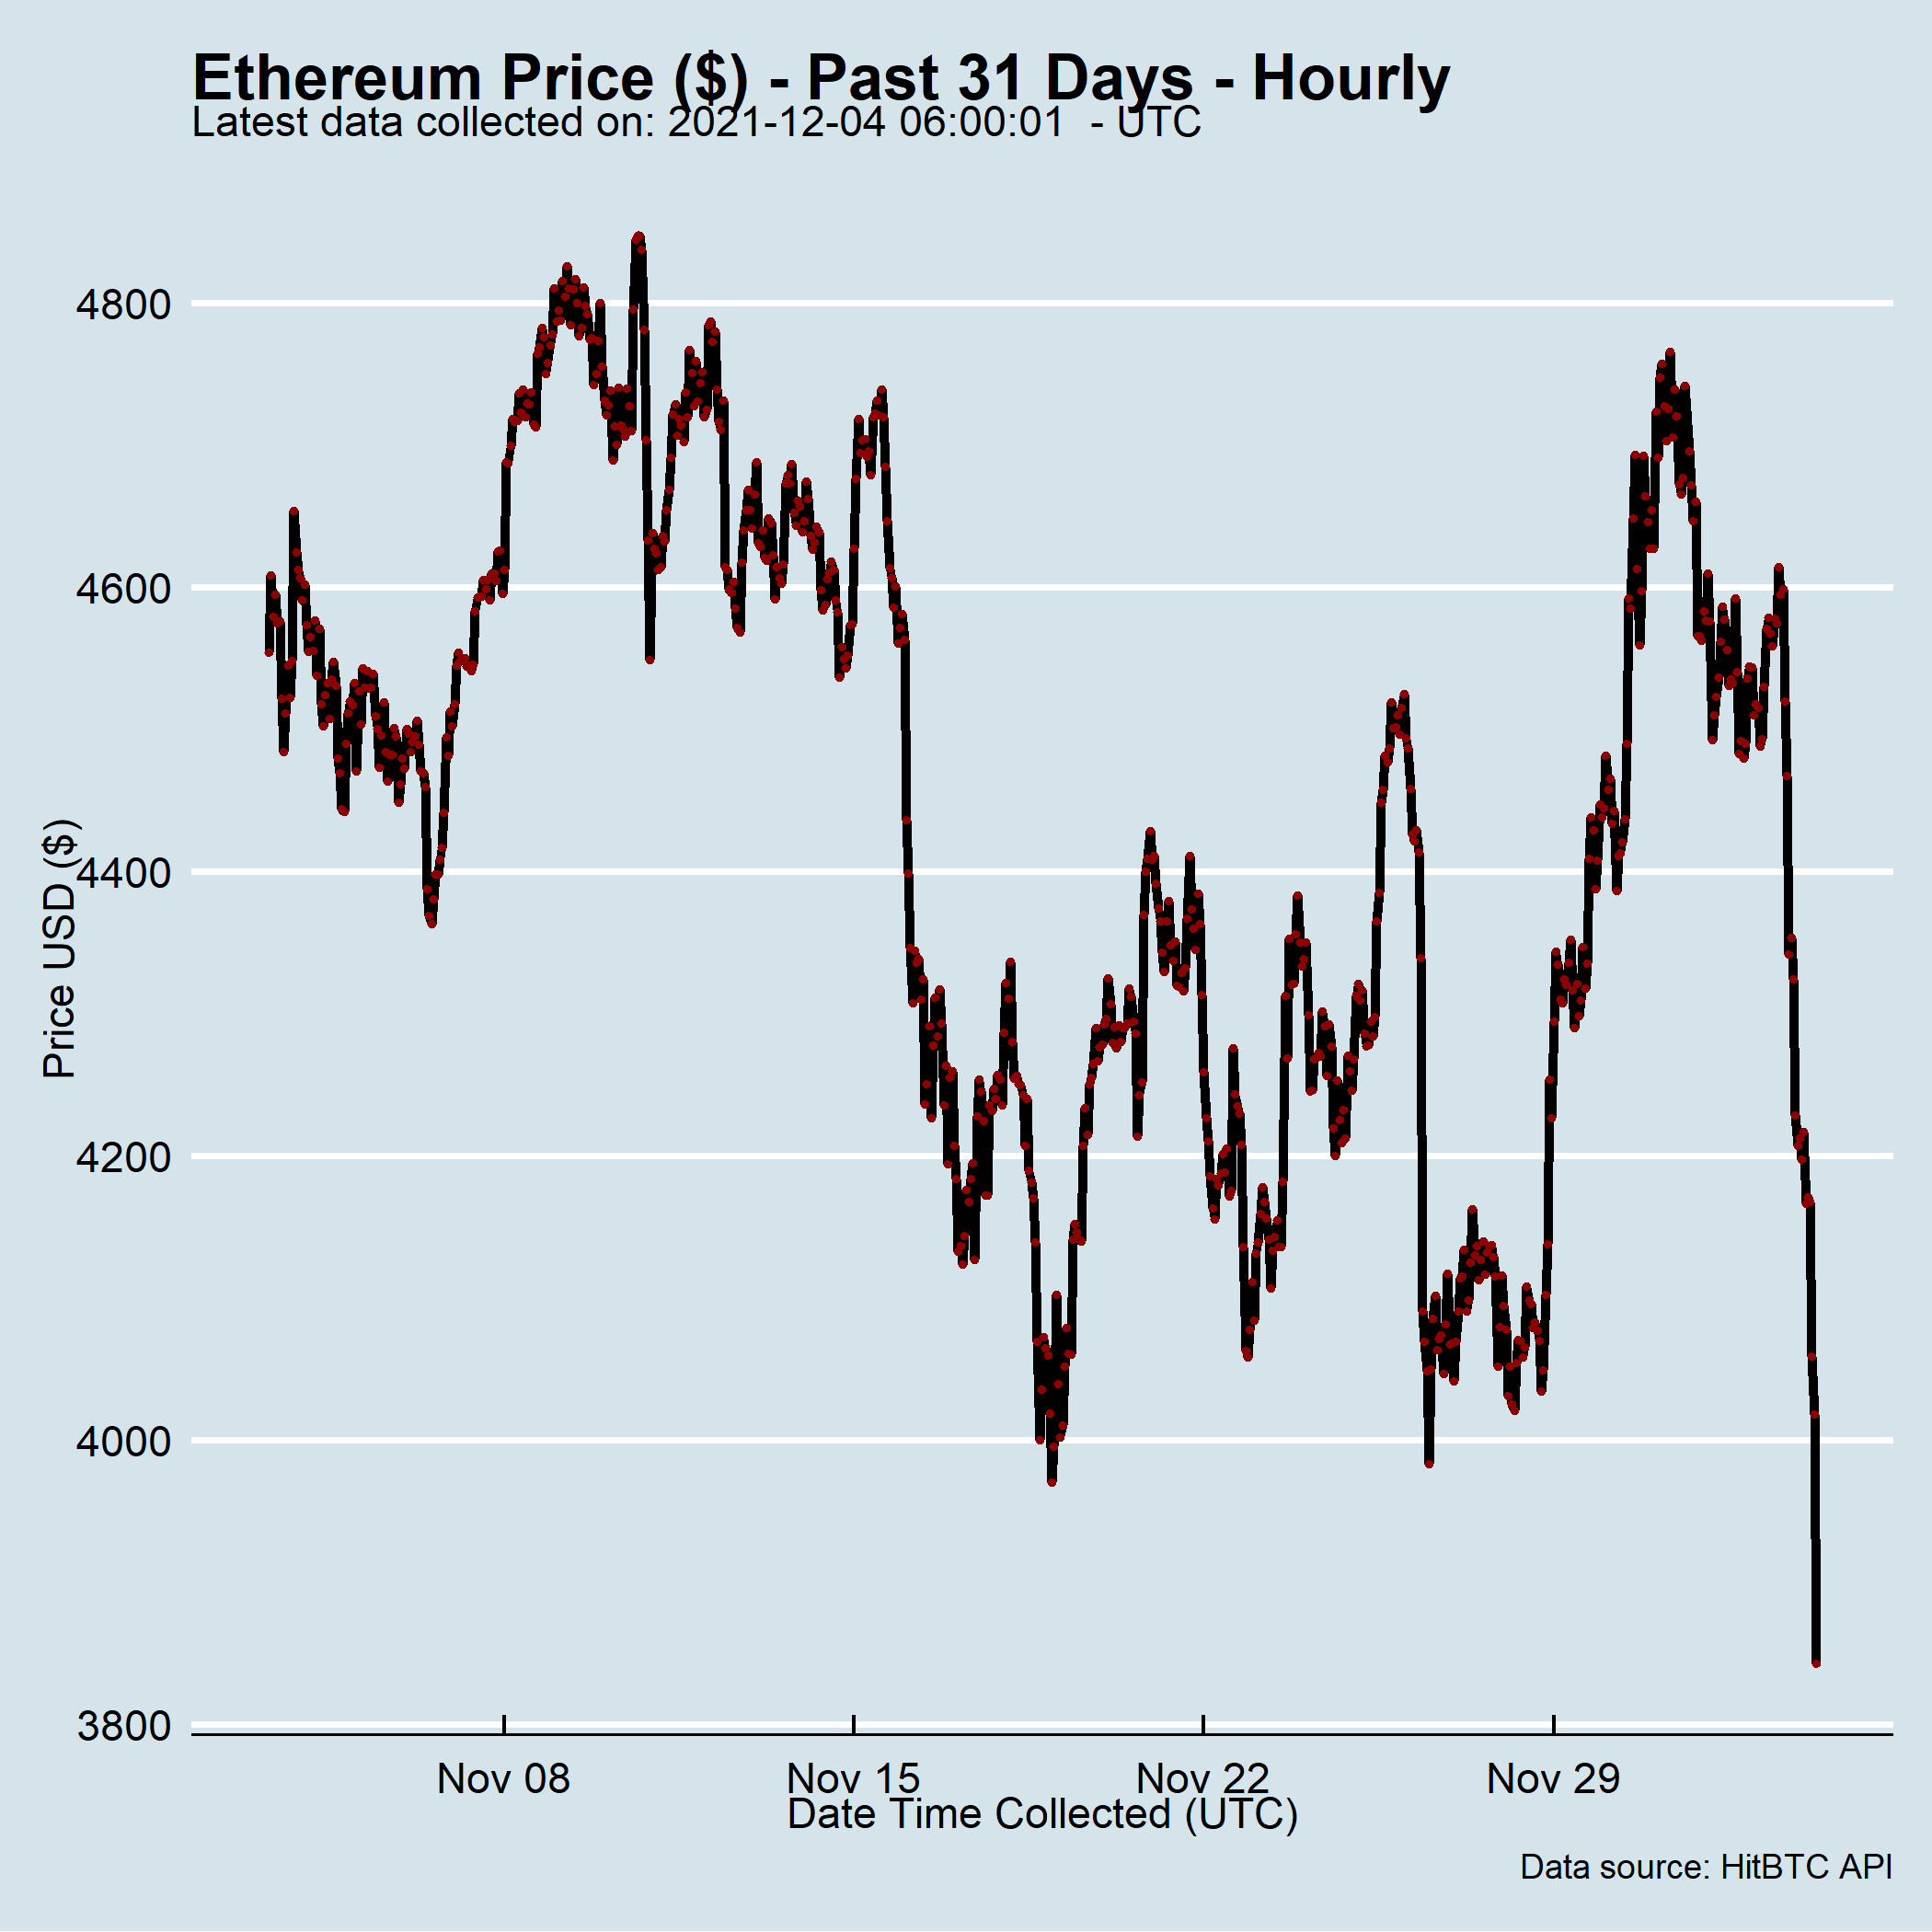 Ethereum Price ($) - Past 31 Days - Hourly
Latest data collected on: 2021-12-04 06:00:01  - UTC
4800
4600
4400
4200
4000
3800
Price USD ($)
Nov 08
Nov 15
Nov 22
Nov 29
Date Time Collected (UTC)
Data source: HitBTC API